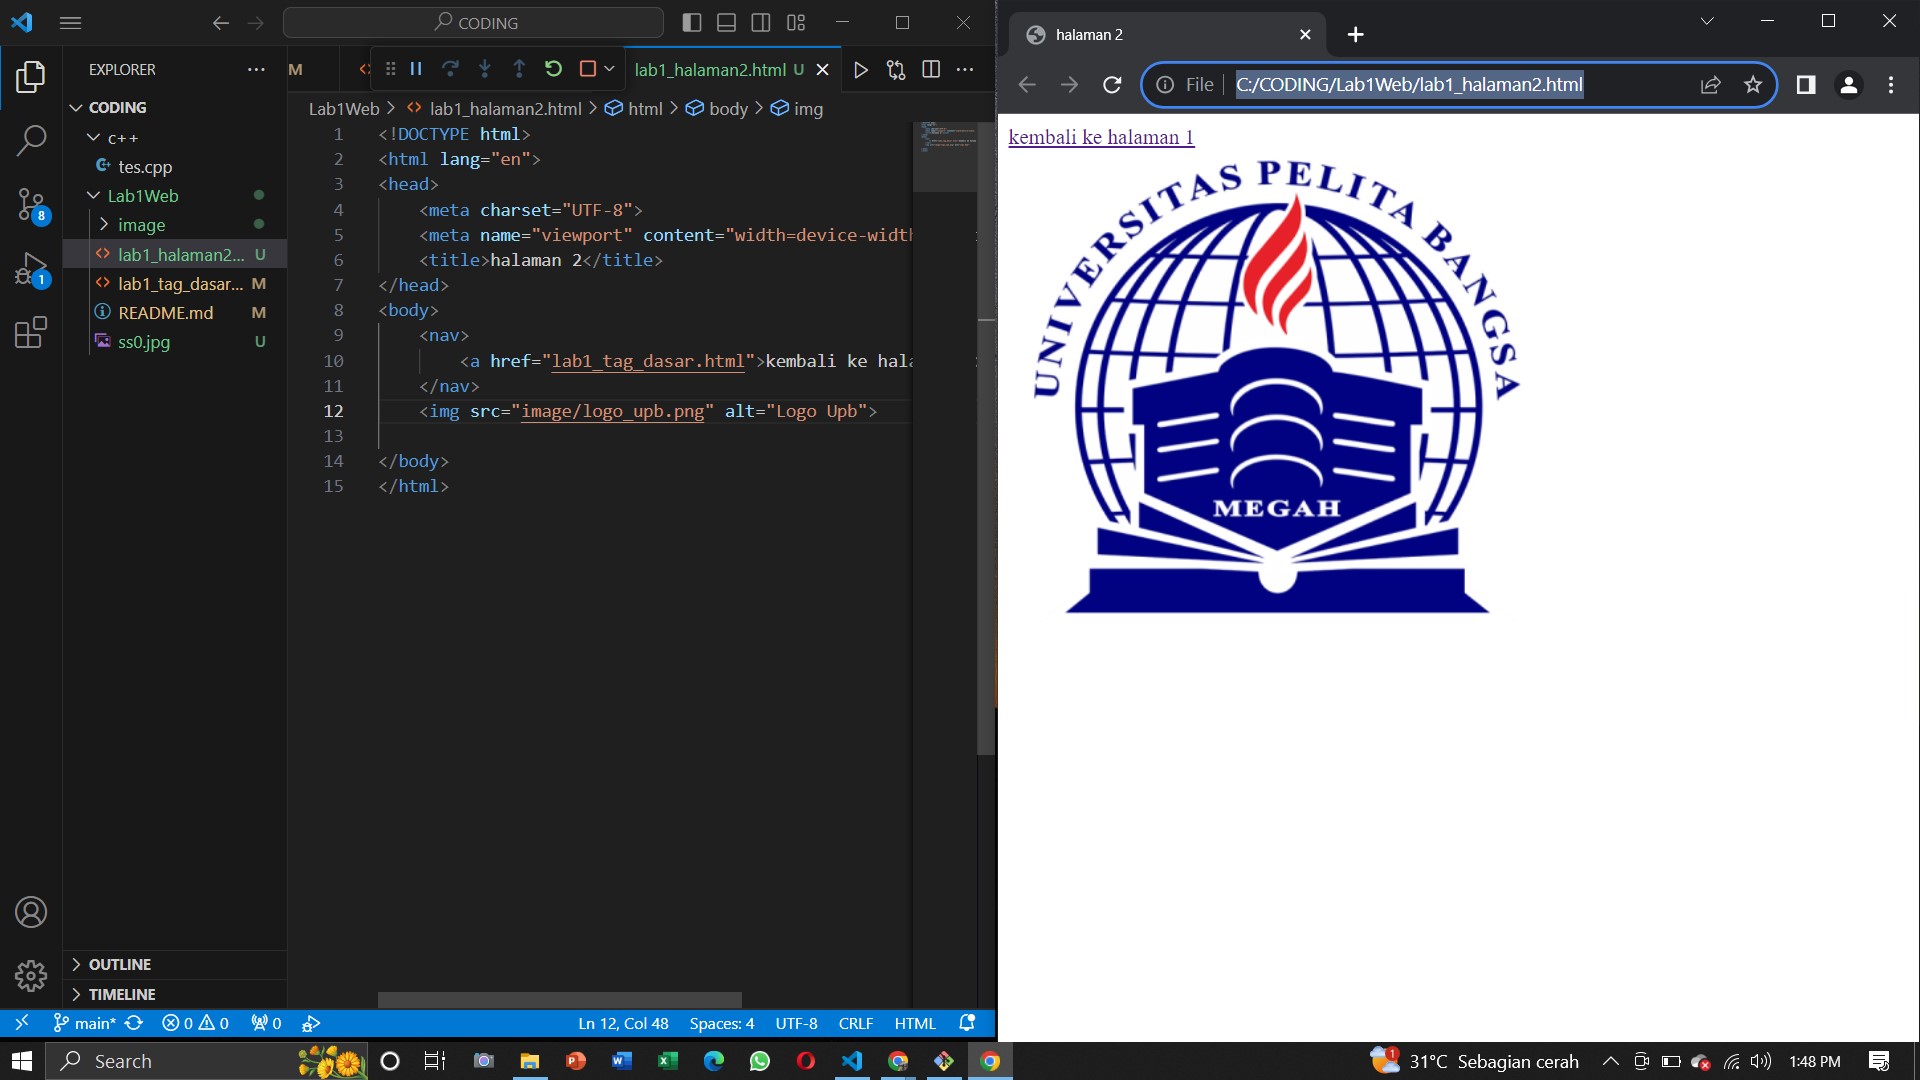 CODING
EXPLORER
CODING
C++
tes.cpp
Lab1Web
image
lab1_halaman2... U
lab1_tag_dasar... M
README.md M
ss0.jpg U
8
1
OUTLINE
TIMELINE
M
lab1_halaman2.html U
Lab1Web > lab1_halaman2.html > html > body > img
1 <!DOCTYPE html>
2 <html lang="en">
3 <head>
4 <meta charset="UTF-8">
5 <meta name="viewport" content="width=device-width
6 <title>halaman 2</title>
7 </head>
8 <body>
9 <nav>
10 <a href="lab1_tag_dasar.html">kembali ke hala
11 </nav>
12 <img src="image/logo_upb.png" alt="Logo Upb">
13
14 </body>
15 </html>
main* 0 0 0
Ln 12, Col 48 Spaces: 4 UTF-8 CRLF HTML
halaman 2
File C:/CODING/Lab1Web/lab1_halaman2.html
kembali ke halaman 1
UNIVERSITAS PELITA BANGSA
MEGAH
Search
1 31°C Sebagian cerah 1:48 PM